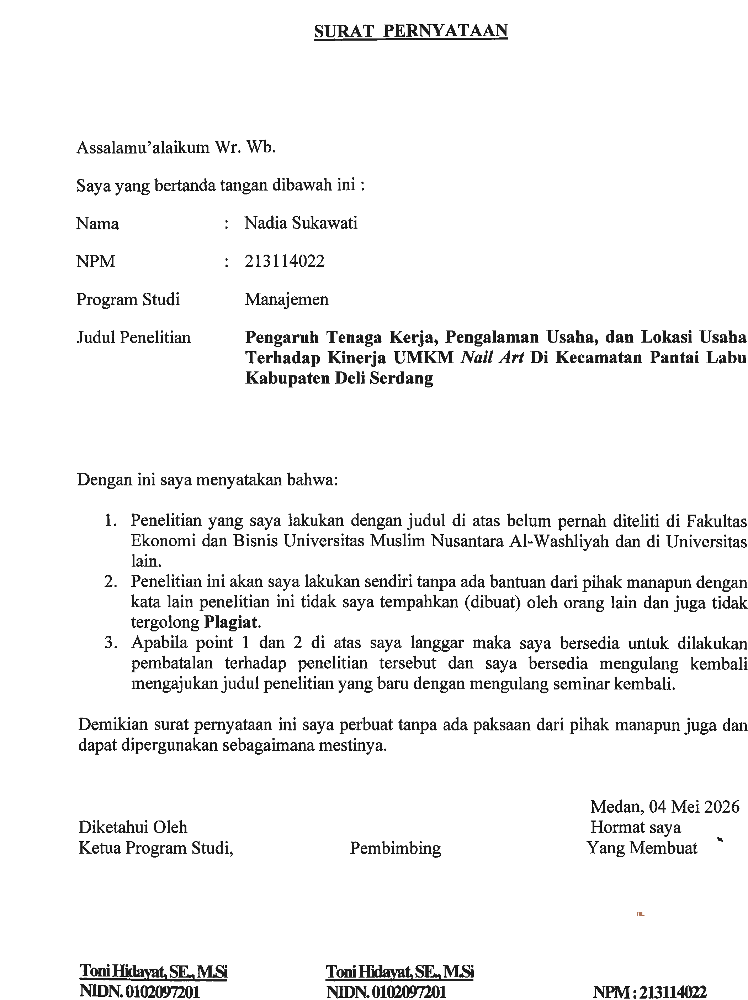 SURAT PERNYATAAN
Assalamu’alaikum Wr. Wb.
Saya yang bertanda tangan dibawah ini :
Nama : Nadia Sukawati
NPM : 213114022
Program Studi Manajemen
Judul Penelitian Pengaruh Tenaga Kerja, Pengalaman Usaha, dan Lokasi Usaha
Terhadap Kinerja UMKM Nail Art Di Kecamatan Pantai Labu
Kabupaten Deli Serdang
Dengan ini saya menyatakan bahwa:
1. Penelitian yang saya lakukan dengan judul di atas belum pernah diteliti di Fakultas
Ekonomi dan Bisnis Universitas Muslim Nusantara Al-Washliyah dan di Universitas
lain.
2. Penelitian ini akan saya lakukan sendiri tanpa ada bantuan dari pihak manapun dengan
kata lain penelitian ini tidak saya tempahkan (dibuat) oleh orang lain dan juga tidak
tergolong Plagiat.
3. Apabila point 1 dan 2 di atas saya langgar maka saya bersedia untuk dilakukan
pembatalan terhadap penelitian tersebut dan saya bersedia mengulang kembali
mengajukan judul penelitian yang baru dengan mengulang seminar kembali.
Demikian surat pernyataan ini saya perbuat tanpa ada paksaan dari pihak manapun juga dan
dapat dipergunakan sebagaimana mestinya.
Medan, 04 Mei 2026
Diketahui Oleh Hormat saya
Ketua Program Studi, Pembimbing Yang Membuat
Toni Hidayat, SE., M.Si Toni Hidayat, SE., M.Si
NIDN. 0102097201 NIDN. 0102097201 NPM : 213114022